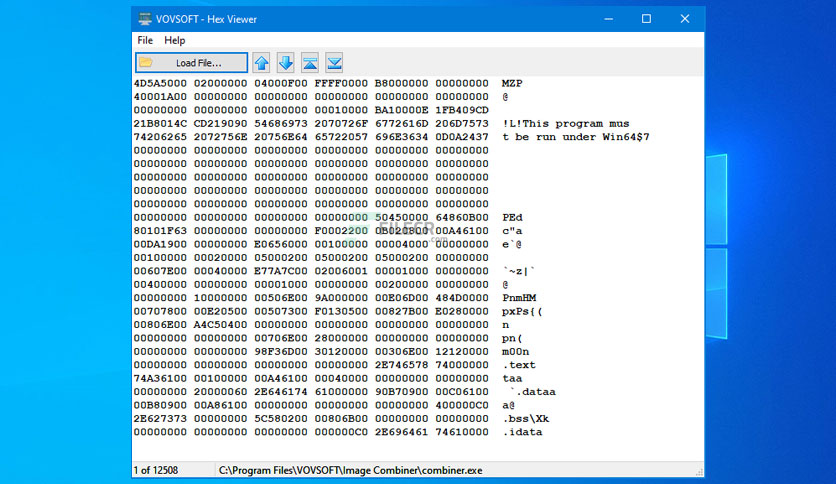 VOVSOFT - Hex Viewer
File Help
Load File...
4D5A5000 02000000 04000F00 FFFF0000 B8000000 00000000 MZP
40001A00 00000000 00000000 00000000 00000000 00000000 @
00000000 00000000 00000000 00010000 BA10000E 1FB409CD
21B8014C CD219090 54686973 2070726F 6772616D 206D7573 !L!This program mus
74206265 2072756E 20756E64 65722057 696E3634 0D0A2437 t be run under Win64$7
00000000 00000000 00000000 00000000 00000000 00000000
00000000 00000000 00000000 00000000 00000000 00000000
00000000 00000000 00000000 00000000 00000000 00000000
00000000 00000000 00000000 00000000 00000000 00000000
00000000 00000000 00000000 00000000 00000000 00000000
00000000 00000000 00000000 00000000 50450000 64860B00 PEd
80101F63 00000000 00000000 F0002200 00A46100 c"a
00DA1900 00000000 E0656000 00100000 00004000 00000000 e`@
00100000 00020000 05000200 05000200 05000200 00000000
00607E00 00040000 E77A7C00 02006001 00001000 00000000 `~z|`
00400000 00000000 00001000 00000000 00200000 00000000 @
00000000 10000000 00506E00 9A000000 00E06D00 484D0000 PnmHM
00707800 00E20500 00507300 F0130500 00827B00 E0280000 pxPs{(
00806E00 A4C50400 00000000 00000000 00000000 00000000 n
00000000 00000000 00706E00 28000000 00000000 00000000 pn(
00000000 00000000 98F36D00 30120000 00306E00 12120000 m00n
00000000 00000000 00000000 00000000 2E746578 74000000 .text
74A36100 00100000 00A46100 00040000 00000000 00000000 taa
00000000 20000060 2E646174 61000000 90B70900 00C06100 `.dataa
00B80900 00A86100 00000000 00000000 00000000 400000C0 a@
2E627373 00000000 5C580200 00806B00 00000000 00000000 .bss\Xk
00000000 00000000 00000000 000000C0 2E696461 74610000 .idata
FILECR
.com
1 of 12508 C:\Program Files\VOVSOFT\Image Combiner\combiner.exe